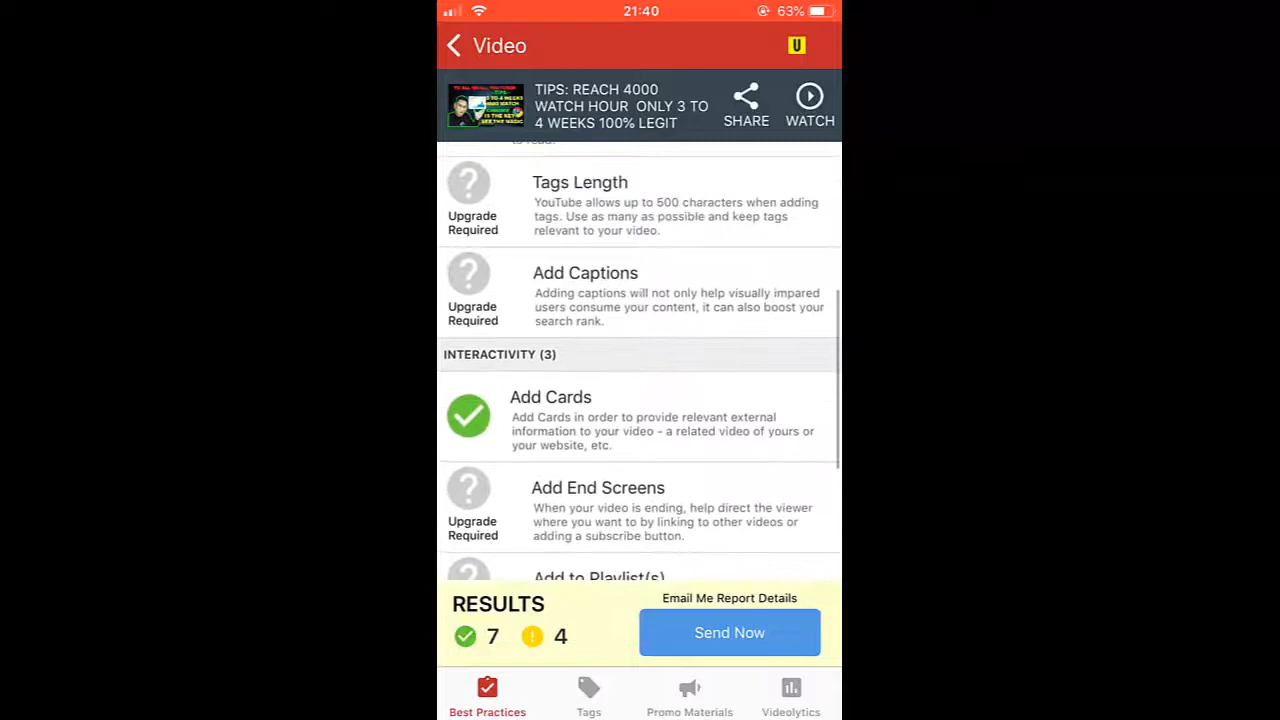 21:40
63%
Video
U
TIPS: REACH 4000
WATCH HOUR ONLY 3 TO
4 WEEKS 100% LEGIT
SHARE
WATCH
Tags Length
YouTube allows up to 500 characters when adding
tags. Use as many as possible and keep tags
relevant to your video.
Upgrade
Required
Add Captions
Adding captions will not only help visually impared
users consume your content, it can also boost your
search rank.
Upgrade
Required
INTERACTIVITY (3)
Add Cards
Add Cards in order to provide relevant external
information to your video - a related video of yours or
your website, etc.
Add End Screens
When your video is ending, help direct the viewer
where you want to by linking to other videos or
adding a subscribe button.
Upgrade
Required
Add to Playlist(s)
RESULTS
7
4
Email Me Report Details
Send Now
Best Practices
Tags
Promo Materials
Videolytics